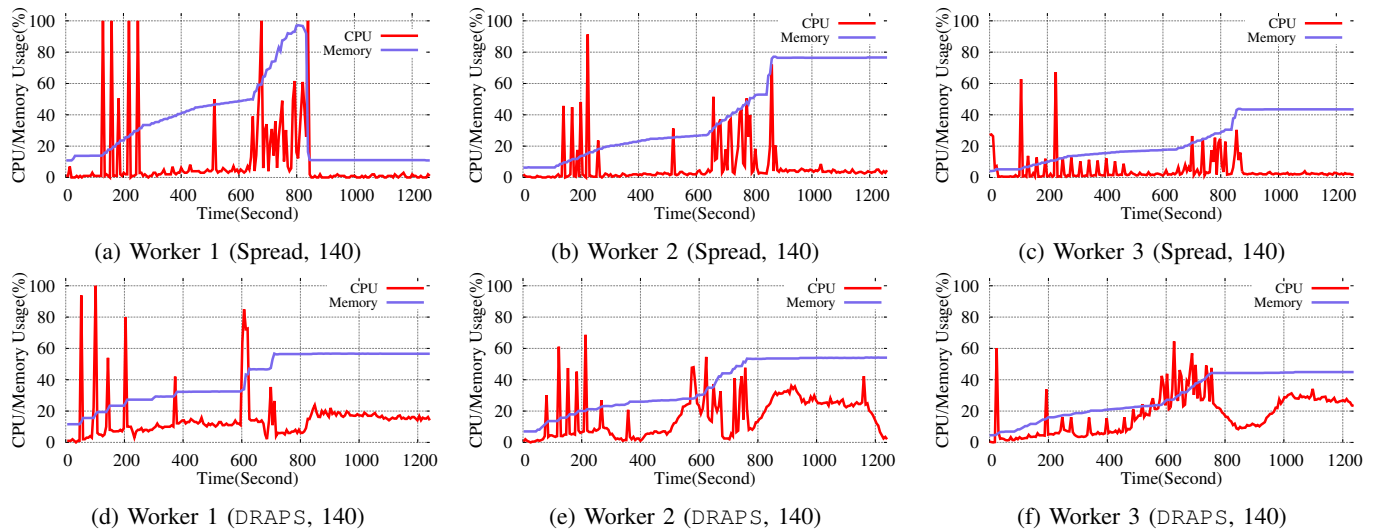 CPU/Memory Usage(%)
100
80
60
40
20
0
CPU
Memory
0 200 400 600 800 1000 1200
Time(Second)
(a) Worker 1 (Spread, 140)
CPU/Memory Usage(%)
100
80
60
40
20
0
CPU
Memory
0 200 400 600 800 1000 1200
Time(Second)
(b) Worker 2 (Spread, 140)
CPU/Memory Usage(%)
100
80
60
40
20
0
CPU
Memory
0 200 400 600 800 1000 1200
Time(Second)
(c) Worker 3 (Spread, 140)
CPU/Memory Usage(%)
100
80
60
40
20
0
CPU
Memory
0 200 400 600 800 1000 1200
Time(Second)
(d) Worker 1 (DRAPS, 140)
CPU/Memory Usage(%)
100
80
60
40
20
0
CPU
Memory
0 200 400 600 800 1000 1200
Time(Second)
(e) Worker 2 (DRAPS, 140)
CPU/Memory Usage(%)
100
80
60
40
20
0
CPU
Memory
0 200 400 600 800 1000 1200
Time(Second)
(f) Worker 3 (DRAPS, 140)